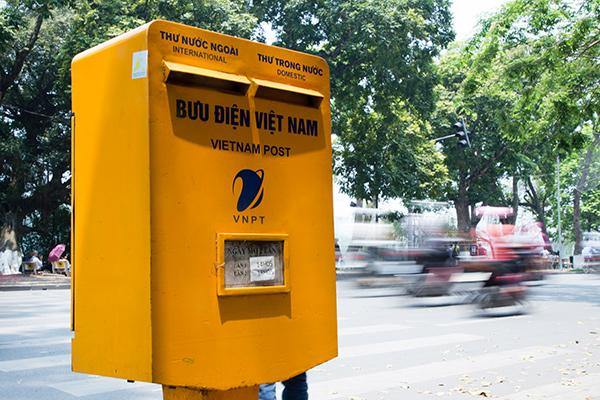 THƯ NƯỚC NGOÀI
INTERNATIONAL
THƯ TRONG NƯỚC
DOMESTIC
BƯU ĐIỆN VIỆT NAM
VIETNAM POST
VNPT